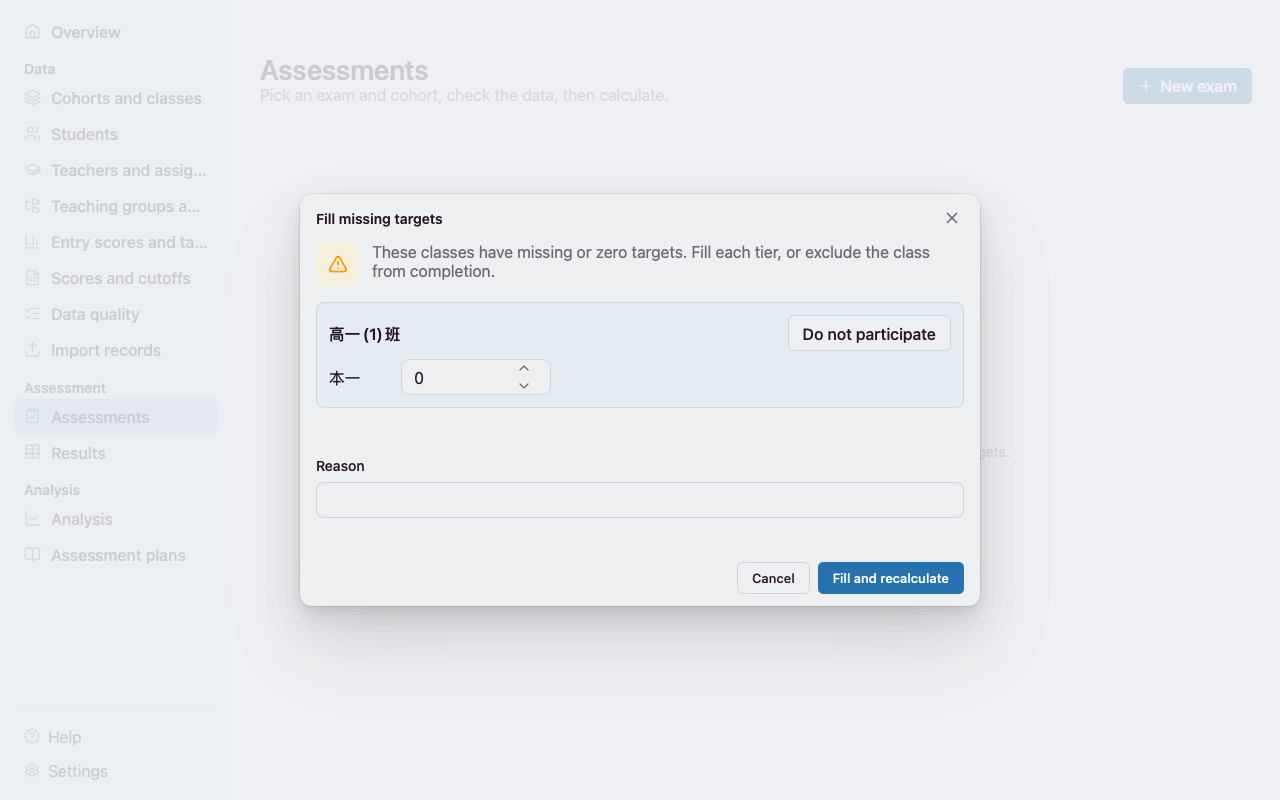 Overview
Data
Cohorts and classes
Students
Teachers and assig...
Teaching groups a...
Entry scores and ta...
Scores and cutoffs
Data quality
Import records
Assessment
Assessments
Results
Analysis
Analysis
Assessment plans
Help
Settings
Assessments
Pick an exam and cohort, check the data, then calculate.
+ New exam
Fill missing targets
These classes have missing or zero targets. Fill each tier, or exclude the class
from completion.
高一 (1) 班
Do not participate
本一
0
gets.
Reason
Cancel
Fill and recalculate